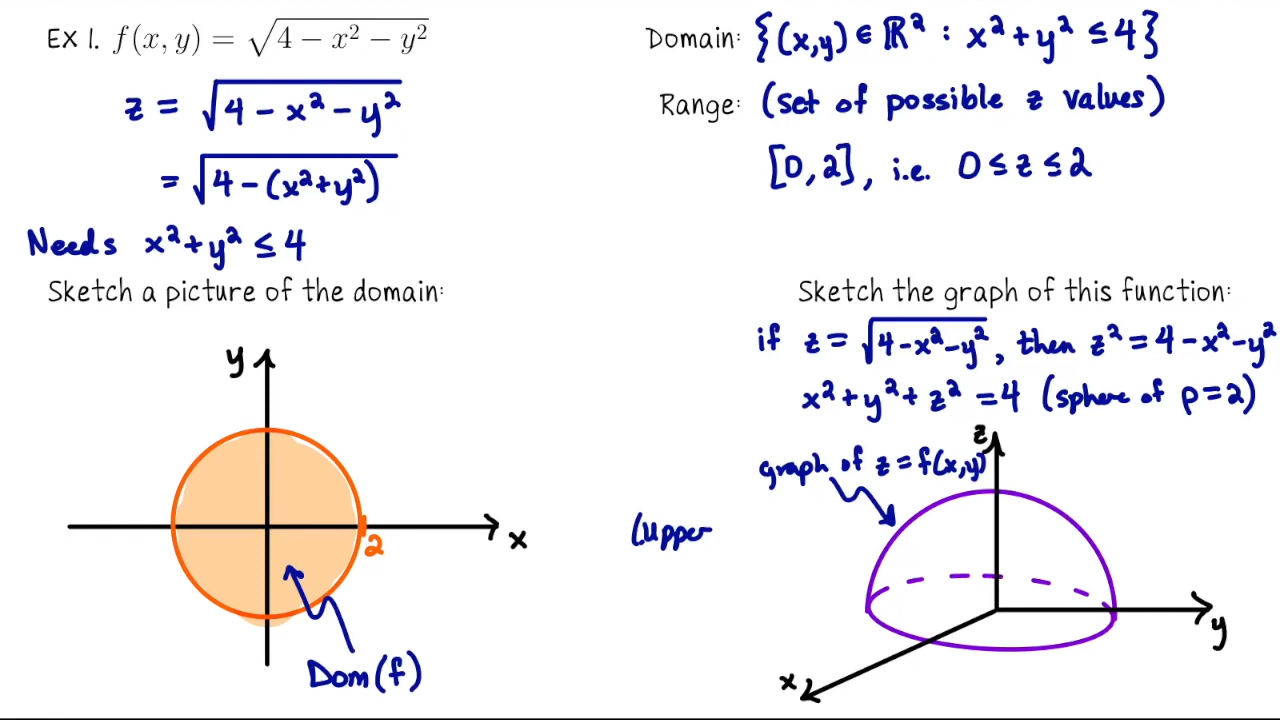 EX 1. f(x, y) = √(4 − x² − y²)
z = √(4 − x² − y²)
= √(4 − (x² + y²))
Needs x² + y² ≤ 4
Domain: {(x,y) ∈ ℝ² : x² + y² ≤ 4}
Range: (set of possible z values)
[0, 2], i.e. 0 ≤ z ≤ 2
Sketch a picture of the domain:
y
x
2
Dom(f)
Sketch the graph of this function:
if z = √(4 − x² − y²), then z² = 4 − x² − y²
x² + y² + z² = 4 (sphere of ρ = 2)
z
graph of z = f(x,y)
(upper
y
x